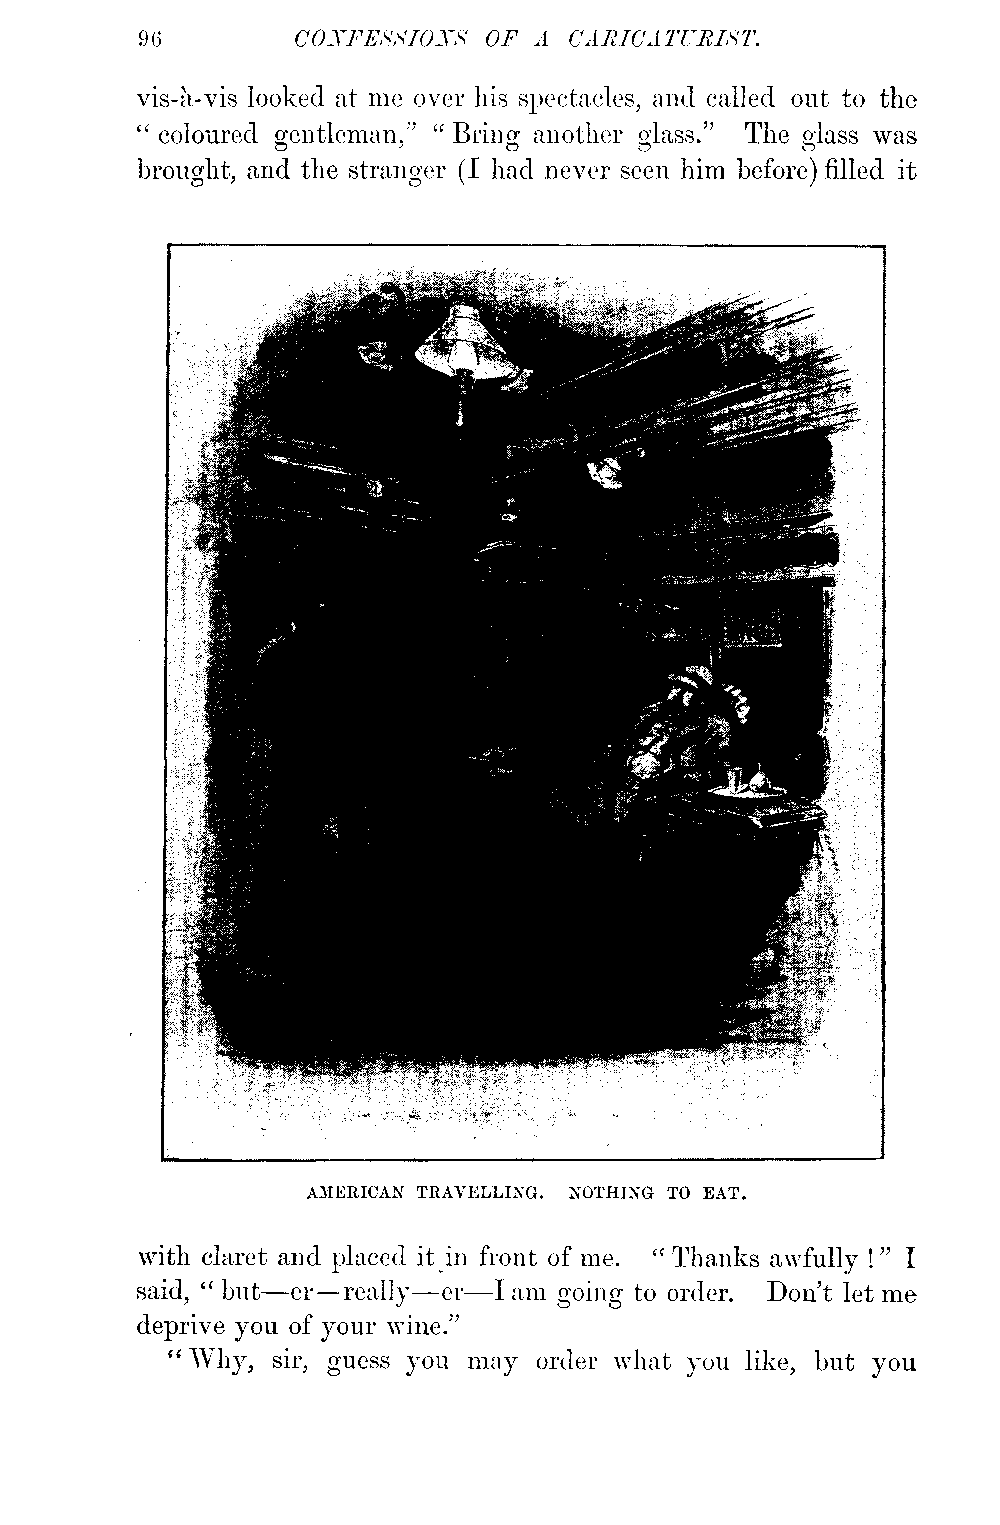 96 CONFESSIONS OF A CARICATURIST.
vis-à-vis looked at me over his spectacles, and called out to the
“ coloured gentleman,” “ Bring another glass.” The glass was
brought, and the stranger (I had never seen him before) filled it
AMERICAN TRAVELLING. NOTHING TO EAT.
with claret and placed it in front of me. “ Thanks awfully ! ” I
said, “ but—er—really—er—I am going to order. Don’t let me
deprive you of your wine.”
“ Why, sir, guess you may order what you like, but you